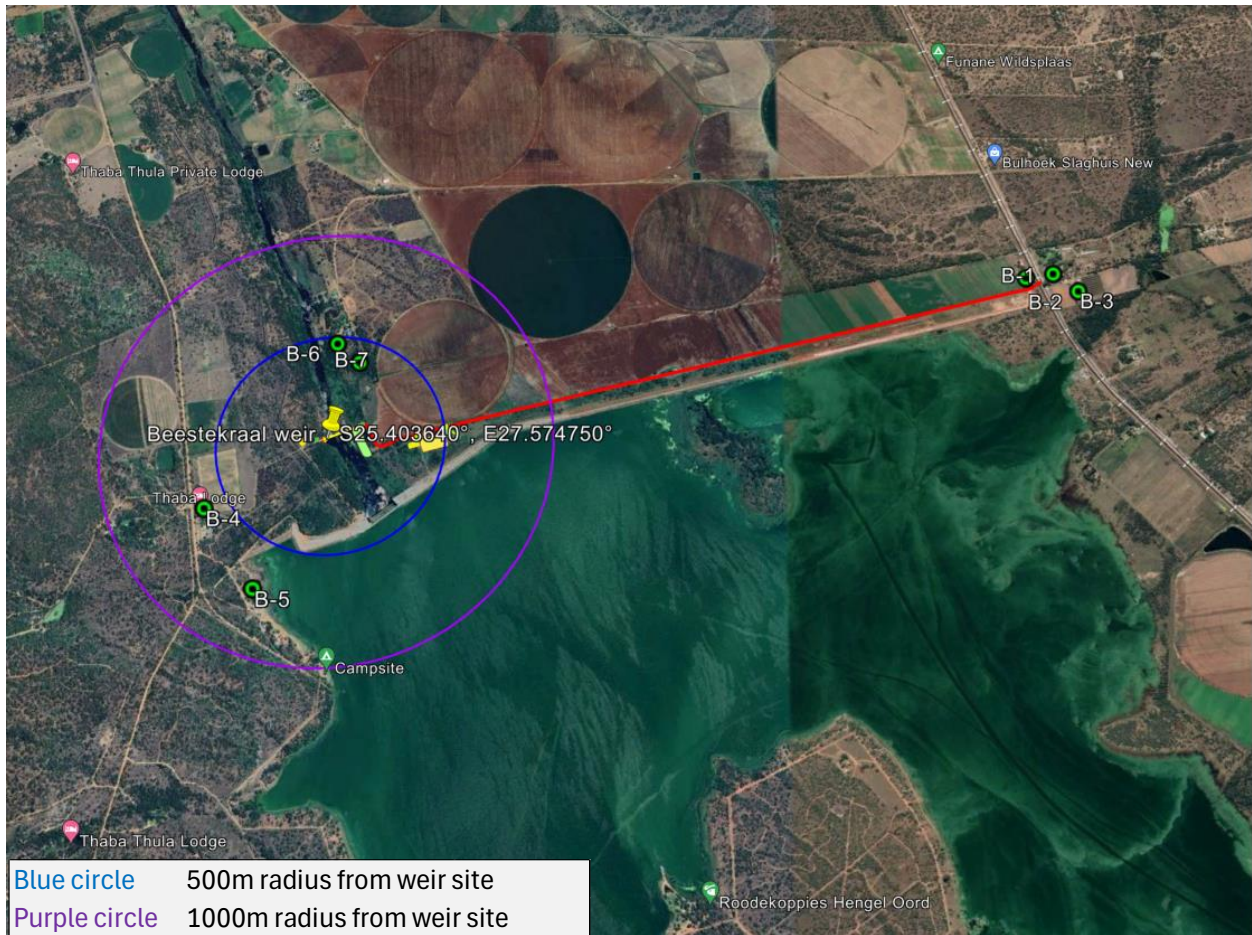 Funane Wildsplaas
Bulhoek Slaghuis New
Thaba Thula Private Lodge
B-1
B-2
B-3
B-6
B-7
Beestekraal weir S25.403640°, E27.574750°
Thaba Lodge
B-4
B-5
Campsite
Thaba Thula Lodge
Roodekoppies Hengel Oord
Blue circle 500m radius from weir site
Purple circle 1000m radius from weir site